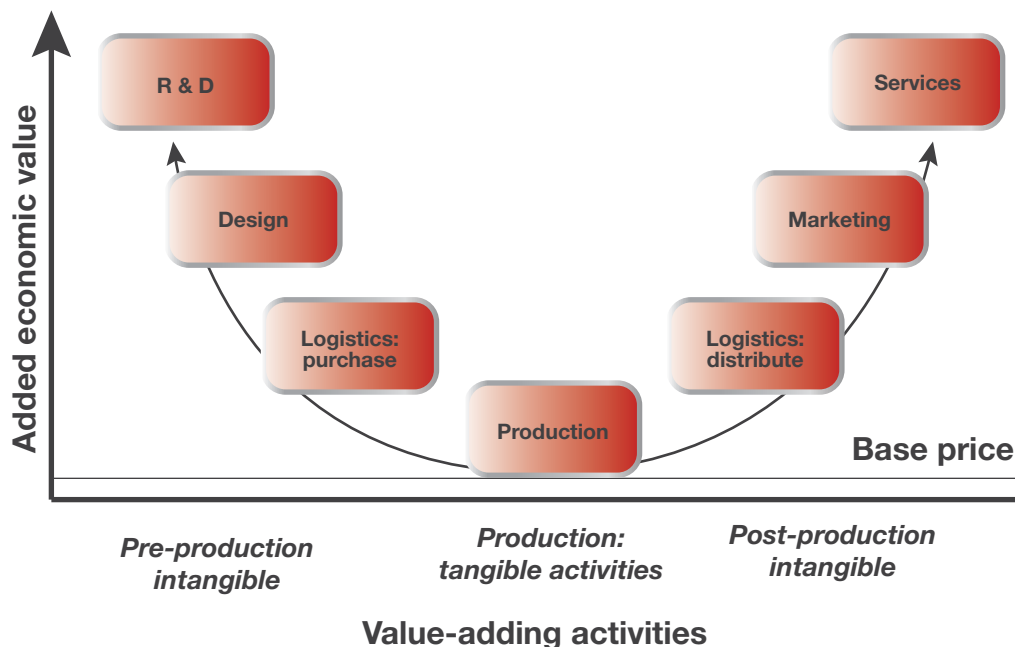 Added economic value
R & D
Services
Design
Marketing
Logistics:
purchase
Logistics:
distribute
Production
Base price
Pre-production
intangible
Production:
tangible activities
Post-production
intangible
Value-adding activities